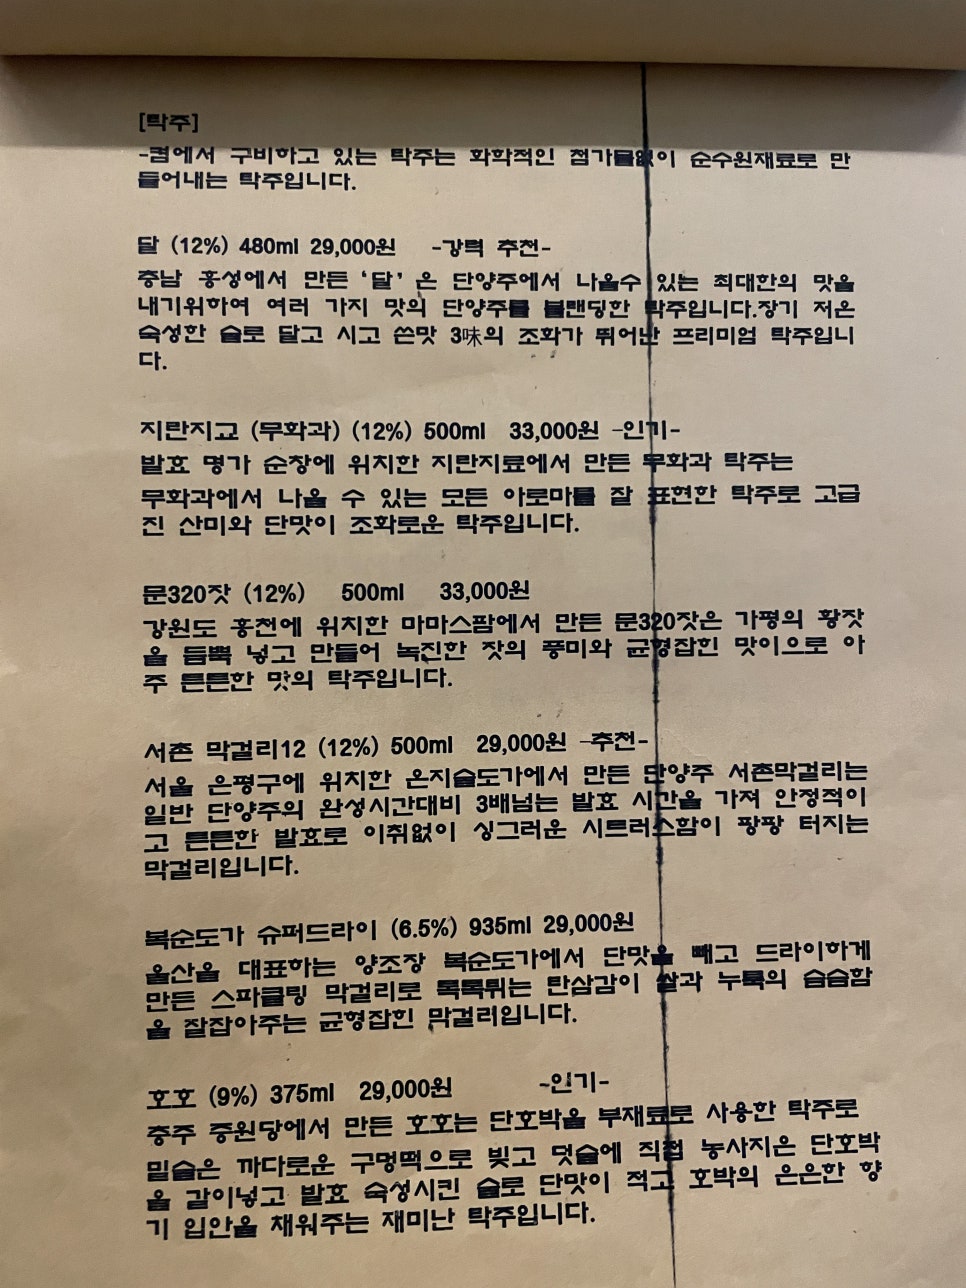 [탁주]
-켬에서 구비하고 있는 탁주는 화학적인 첨가물없이 순수원재료로 만
들어내는 탁주입니다.
달 (12%) 480ml 29,000원 -강력 추천-
충남 홍성에서 만든 ‘달’ 은 단양주에서 나올수 있는 최대한의 맛을
내기위하여 여러 가지 맛의 단양주를 블랜딩한 탁주입니다.장기 저온
숙성한 술로 달고 시고 쓴맛 3味의 조화가 뛰어난 프리미엄 탁주입니
다.
지란지교 (무화과) (12%) 500ml 33,000원 -인기-
발효 명가 순창에 위치한 지란지료에서 만든 무화과 탁주는
무화과에서 나올 수 있는 모든 아로마를 잘 표현한 탁주로 고급
진 산미와 단맛이 조화로운 탁주입니다.
문320잣 (12%) 500ml 33,000원
강원도 홍천에 위치한 마마스팜에서 만든 문320잣은 가평의 황잣
을 듬뿍 넣고 만들어 녹진한 잣의 풍미와 균형잡힌 맛이으로 아
주 튼튼한 맛의 탁주입니다.
서촌 막걸리12 (12%) 500ml 29,000원 -추천-
서울 은평구에 위치한 온지술도가에서 만든 단양주 서촌막걸리는
일반 단양주의 완성시간대비 3배넘는 발효 시간을 가져 안정적이
고 튼튼한 발효로 이취없이 싱그러운 시트러스함이 팡팡 터지는
막걸리입니다.
복순도가 슈퍼드라이 (6.5%) 935ml 29,000원
울산을 대표하는 양조장 복순도가에서 단맛을 빼고 드라이하게
만든 스파클링 막걸리로 톡톡튀는 탄삼감이 쌀과 누룩의 씁씁함
을 잘잡아주는 균형잡힌 막걸러입니다.
호호 (9%) 375ml 29,000원 -인기-
충주 중원당에서 만든 호호는 단호박을 부재료로 사용한 탁주로
밑술은 까다로운 구멍떡으로 빚고 덧술에 직접 농사지은 단호박
을 갈이넣고 발효 숙성시킨 술로 단맛이 적고 호박의 은은한 향
기 입안을 채워주는 재미난 탁주입니다.